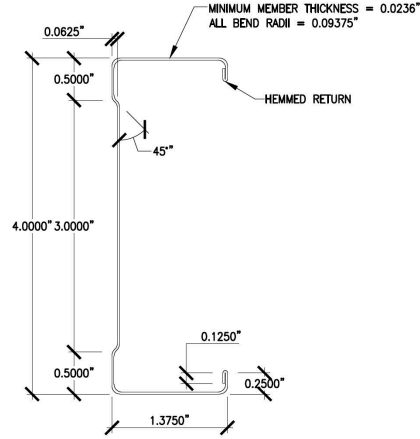 MINIMUM MEMBER THICKNESS = 0.0236"
ALL BEND RADII = 0.09375"
0.0625"
0.5000"
HEMMED RETURN
45°"
4.0000" 3.0000"
0.1250"
0.5000"
0.2500"
1.3750"